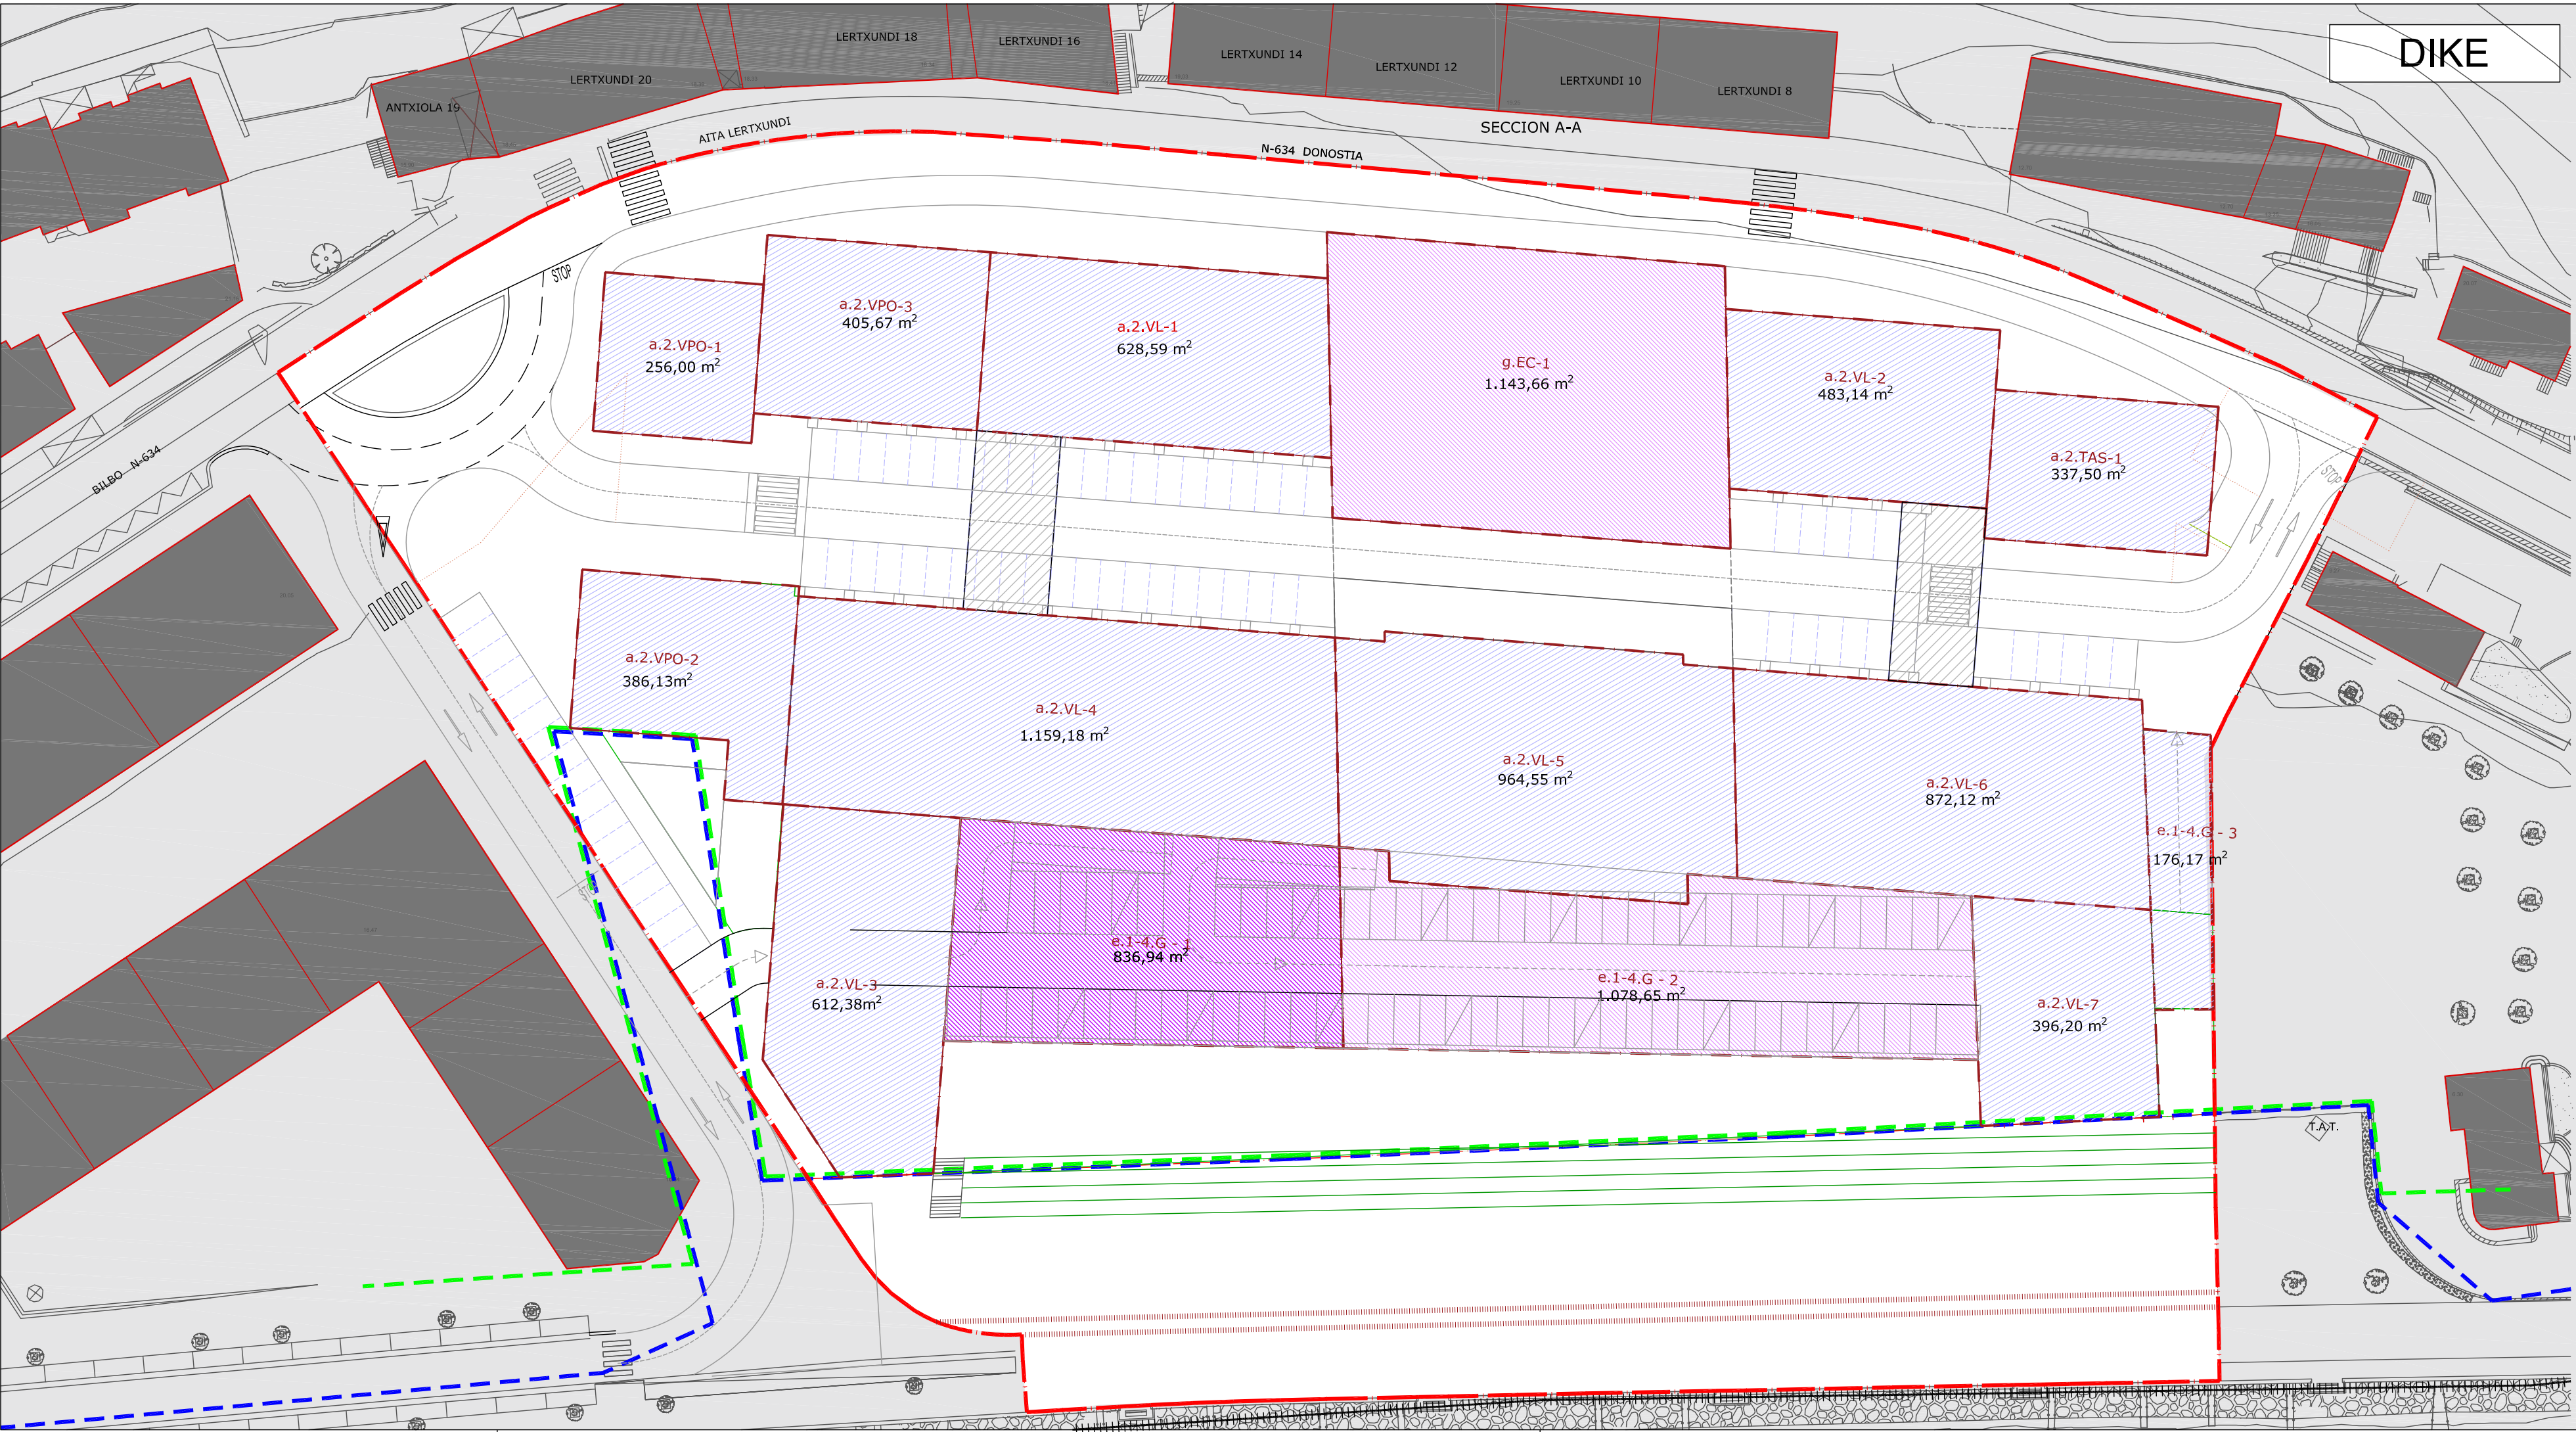 DIKE
LERTXUNDI 18
LERTXUNDI 16
LERTXUNDI 14
LERTXUNDI 12
LERTXUNDI 20
LERTXUNDI 10
LERTXUNDI 8
ANTXIOLA 19
AITA LERTXUNDI
SECCION A-A
N-634 DONOSTIA
STOP
BILBO N-634
a.2.VPO-3
405,67 m²
a.2.VL-1
628,59 m²
a.2.VPO-1
256,00 m²
g.EC-1
1.143,66 m²
a.2.VL-2
483,14 m²
a.2.TAS-1
337,50 m²
STOP
a.2.VPO-2
386,13m²
a.2.VL-4
1.159,18 m²
a.2.VL-5
964,55 m²
a.2.VL-6
872,12 m²
e.1-4.G - 3
176,17 m²
e.1-4.G - 1
836,94 m²
a.2.VL-3
612,38m²
e.1-4.G - 2
1.078,65 m²
a.2.VL-7
396,20 m²
T.A.T.